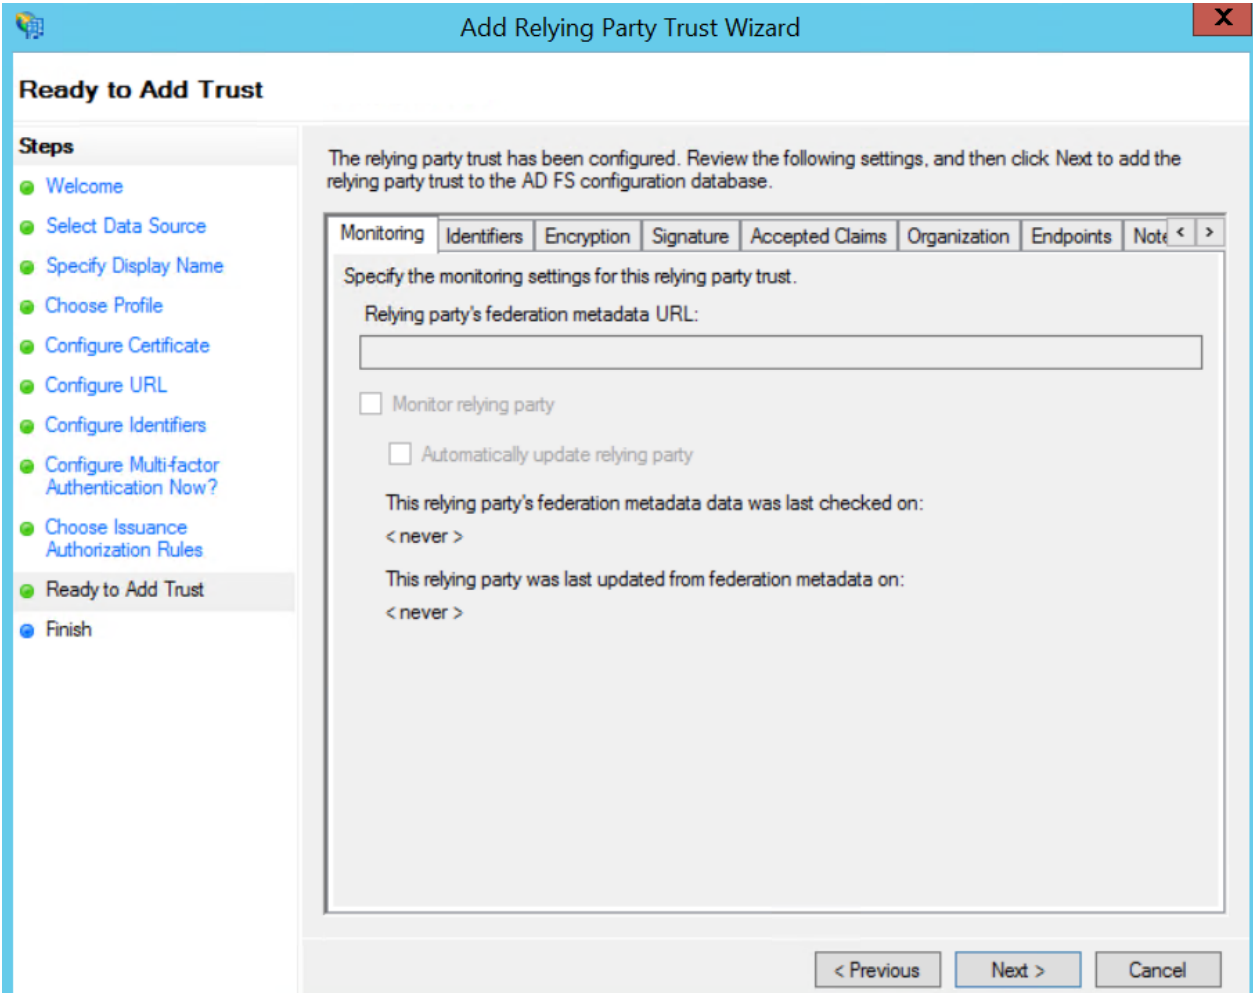 Add Relying Party Trust Wizard
X
Ready to Add Trust
Steps
Welcome
Select Data Source
Specify Display Name
Choose Profile
Configure Certificate
Configure URL
Configure Identifiers
Configure Multi-factor
Authentication Now?
Choose Issuance
Authorization Rules
Ready to Add Trust
Finish
The relying party trust has been configured. Review the following settings, and then click Next to add the
relying party trust to the AD FS configuration database.
Monitoring Identifiers Encryption Signature Accepted Claims Organization Endpoints Note < >
Specify the monitoring settings for this relying party trust.
Relying party's federation metadata URL:
Monitor relying party
Automatically update relying party
This relying party's federation metadata data was last checked on:
< never >
This relying party was last updated from federation metadata on:
< never >
< Previous Next > Cancel